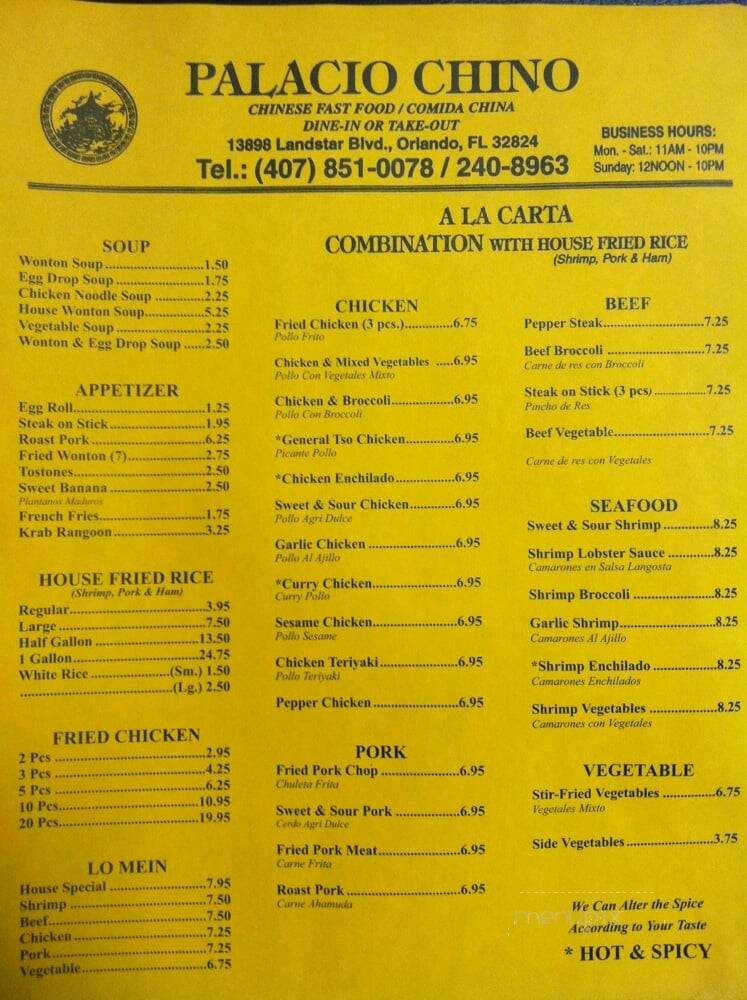 PALACIO CHINO
CHINESE FAST FOOD / COMIDA CHINA
DINE-IN OR TAKE-OUT
13898 Landstar Blvd., Orlando, FL 32824
Tel.: (407) 851-0078 / 240-8963
BUSINESS HOURS:
Mon. - Sat.: 11AM - 10PM
Sunday: 12NOON - 10PM
SOUP
Wonton Soup ..........................1.50
Egg Drop Soup .......................1.75
Chicken Noodle Soup ............2.25
House Wonton Soup...............5.25
Vegetable Soup ......................2.25
Wonton & Egg Drop Soup ......2.50
APPETIZER
Egg Roll..................................1.25
Steak on Stick.........................1.95
Roast Pork .............................6.25
Fried Wonton (7)....................2.75
Tostones..................................2.50
Sweet Banana .........................2.50
Plantanos Maduros
French Fries............................1.75
Krab Rangoon........................3.25
HOUSE FRIED RICE
(Shrimp, Pork & Ham)
Regular...................................3.95
Large ......................................7.50
Half Gallon ...........................13.50
1 Gallon.................................24.75
White Rice .....................(Sm.) 1.50
........................................(Lg.) 2.50
FRIED CHICKEN
2 Pcs .......................................2.95
3 Pcs .......................................4.25
5 Pcs .......................................6.25
10 Pcs.....................................10.95
20 Pcs.....................................19.95
LO MEIN
House Special .........................7.95
Shrimp ....................................7.50
Beef.........................................7.50
Chicken ..................................7.25
Pork.........................................7.25
Vegetable................................6.75
A LA CARTA
COMBINATION WITH HOUSE FRIED RICE
(Shrimp, Pork & Ham)
CHICKEN
Fried Chicken (3 pcs.).............6.75
Pollo Frito
Chicken & Mixed Vegetables .....6.95
Pollo Con Vegetales Mixto
Chicken & Broccoli................6.95
Pollo Con Broccoli
*General Tso Chicken.............6.95
Picante Pollo
*Chicken Enchilado................6.95
Sweet & Sour Chicken............6.95
Pollo Agri Dulce
Garlic Chicken .......................6.95
Pollo Al Ajillo
*Curry Chicken......................6.95
Curry Pollo
Sesame Chicken......................6.95
Pollo Sesame
Chicken Teriyaki....................6.95
Pollo Teriyaki
Pepper Chicken ......................6.95
PORK
Fried Pork Chop ....................6.95
Chuleta Frita
Sweet & Sour Pork ................6.95
Cerdo Agri Dulce
Fried Pork Meat.....................6.95
Carne Frita
Roast Pork .............................6.95
Carne Ahamuda
BEEF
Pepper Steak..........................7.25
Beef Broccoli .........................7.25
Carne de res con Broccoli
Steak on Stick (3 pcs) ...............7.25
Pincho de Res
Beef Vegetable........................7.25
Carne de res con Vegetales
SEAFOOD
Sweet & Sour Shrimp .............8.25
Shrimp Lobster Sauce ............8.25
Camarones en Salsa Langosta
Shrimp Broccoli .....................8.25
Garlic Shrimp........................8.25
Camarones Al Ajillo
*Shrimp Enchilado ................8.25
Camarones Enchilados
Shrimp Vegetables .................8.25
Camarones con Vegetales
VEGETABLE
Stir-Fried Vegetables ..............6.75
Vegetales Mixto
Side Vegetables......................3.75
We Can Alter the Spice
According to Your Taste
* HOT & SPICY
menupix